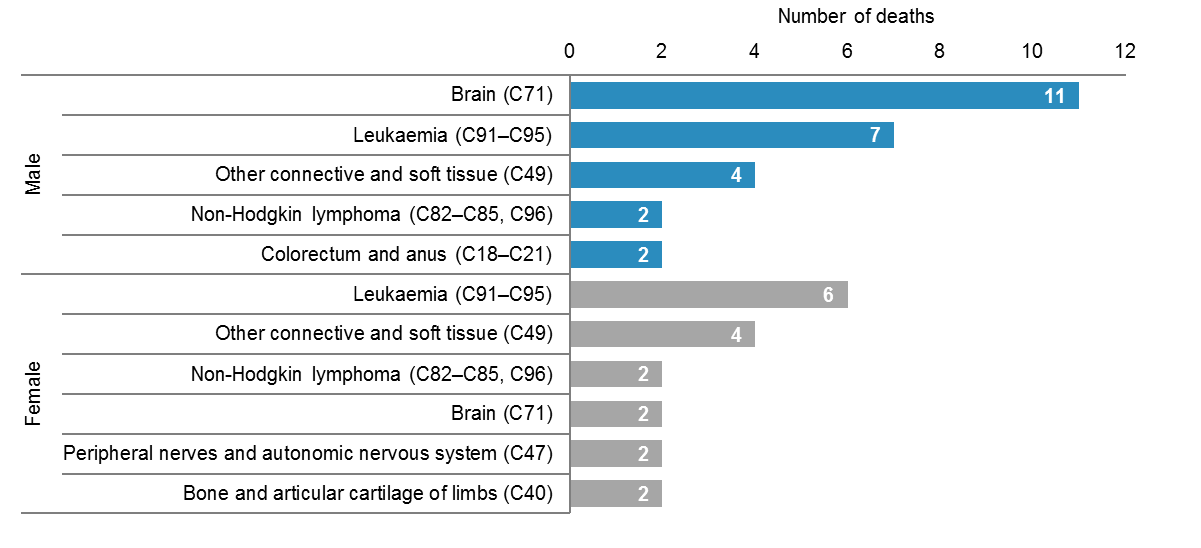 Number of deaths
0 2 4 6 8 10 12
Male
Brain (C71) 11
Leukaemia (C91–C95) 7
Other connective and soft tissue (C49) 4
Non-Hodgkin lymphoma (C82–C85, C96) 2
Colorectum and anus (C18–C21) 2
Female
Leukaemia (C91–C95) 6
Other connective and soft tissue (C49) 4
Non-Hodgkin lymphoma (C82–C85, C96) 2
Brain (C71) 2
Peripheral nerves and autonomic nervous system (C47) 2
Bone and articular cartilage of limbs (C40) 2